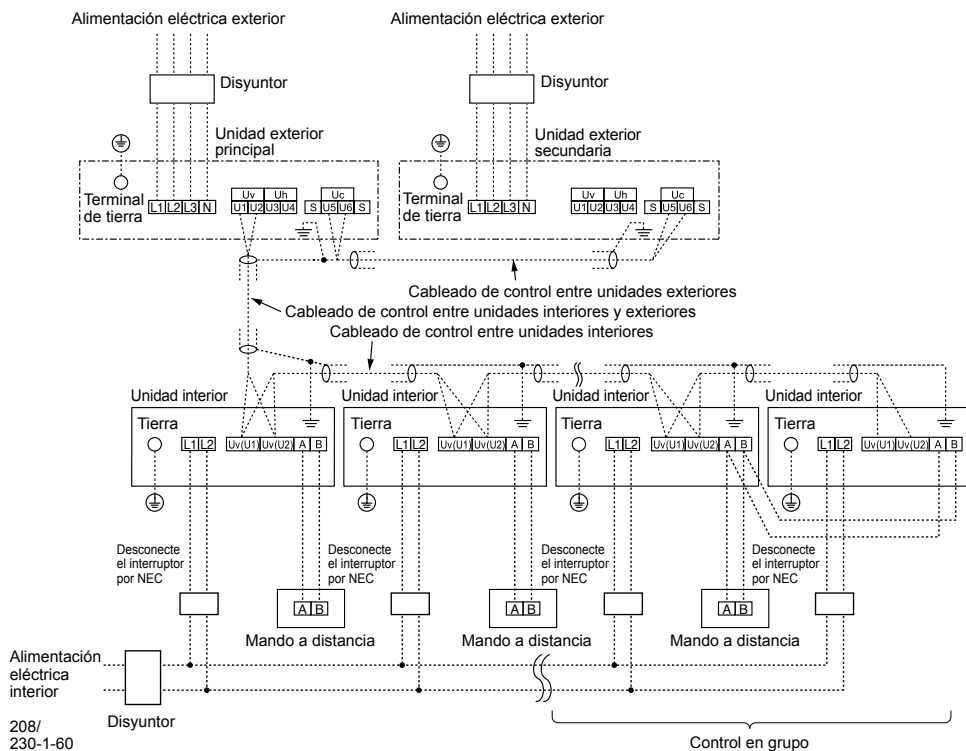 Alimentación eléctrica exterior
Alimentación eléctrica exterior
Disyuntor
Disyuntor
Unidad exterior
principal
Unidad exterior
secundaria
Terminal
de tierra
L1 L2 L3 N
Uv Uh
U1 U2 U3 U4
Uc
S U5 U6 S
Terminal
de tierra
L1 L2 L3 N
Uv Uh
U1 U2 U3 U4
Uc
S U5 U6 S
Cableado de control entre unidades exteriores
Cableado de control entre unidades interiores y exteriores
Cableado de control entre unidades interiores
Unidad interior
Unidad interior
Unidad interior
Unidad interior
Tierra
L1 L2
Uv(U1) Uv(U2) A B
Tierra
L1 L2
Uv(U1) Uv(U2) A B
Tierra
L1 L2
Uv(U1) Uv(U2) A B
Tierra
L1 L2
Uv(U1) Uv(U2) A B
Desconecte
el interruptor
por NEC
Desconecte
el interruptor
por NEC
Desconecte
el interruptor
por NEC
Desconecte
el interruptor
por NEC
A B
A B
A B
Mando a distancia
Mando a distancia
Mando a distancia
Alimentación
eléctrica
interior
208/
230-1-60
Disyuntor
Control en grupo